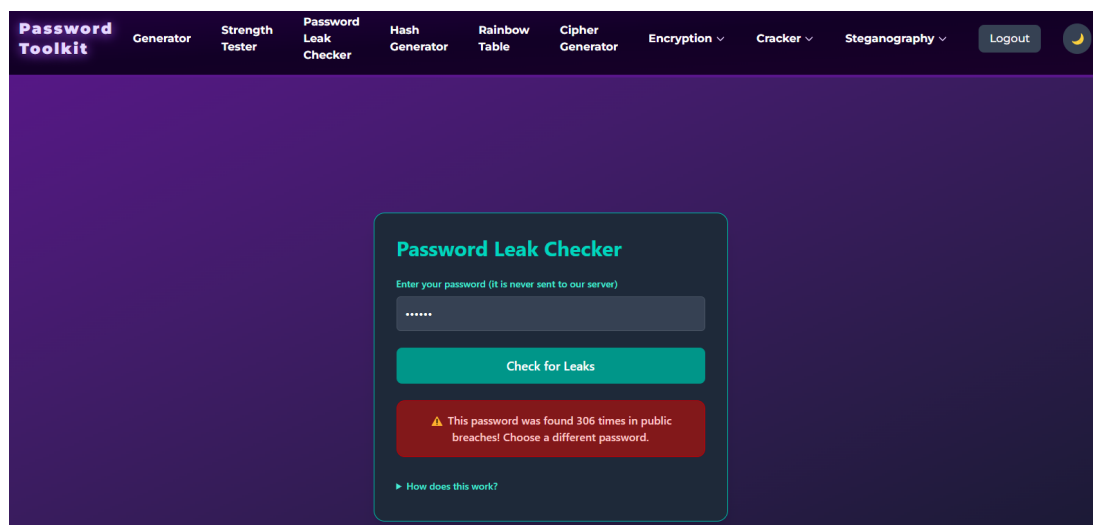 Password
Toolkit
Generator
Strength
Tester
Password
Leak
Checker
Hash
Generator
Rainbow
Table
Cipher
Generator
Encryption
Cracker
Steganography
Logout
Password Leak Checker
Enter your password (it is never sent to our server)
••••••
Check for Leaks
⚠ This password was found 306 times in public
breaches! Choose a different password.
▶ How does this work?